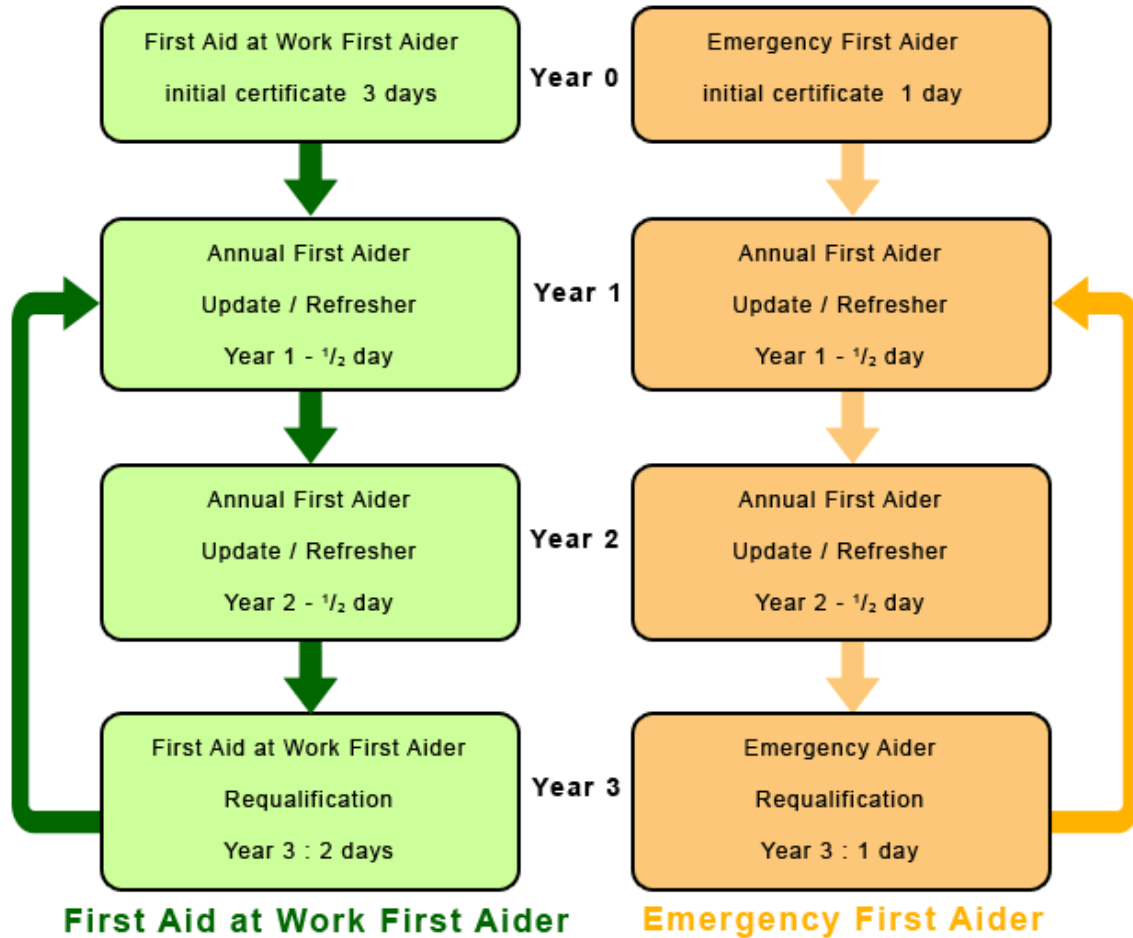 First Aid at Work First Aider
initial certificate 3 days
Year 0
Emergency First Aider
initial certificate 1 day
Annual First Aider
Update / Refresher
Year 1 - ¹/₂ day
Year 1
Annual First Aider
Update / Refresher
Year 1 - ¹/₂ day
Annual First Aider
Update / Refresher
Year 2 - ¹/₂ day
Year 2
Annual First Aider
Update / Refresher
Year 2 - ¹/₂ day
First Aid at Work First Aider
Requalification
Year 3 : 2 days
Year 3
Emergency Aider
Requalification
Year 3 : 1 day
First Aid at Work First Aider
Emergency First Aider